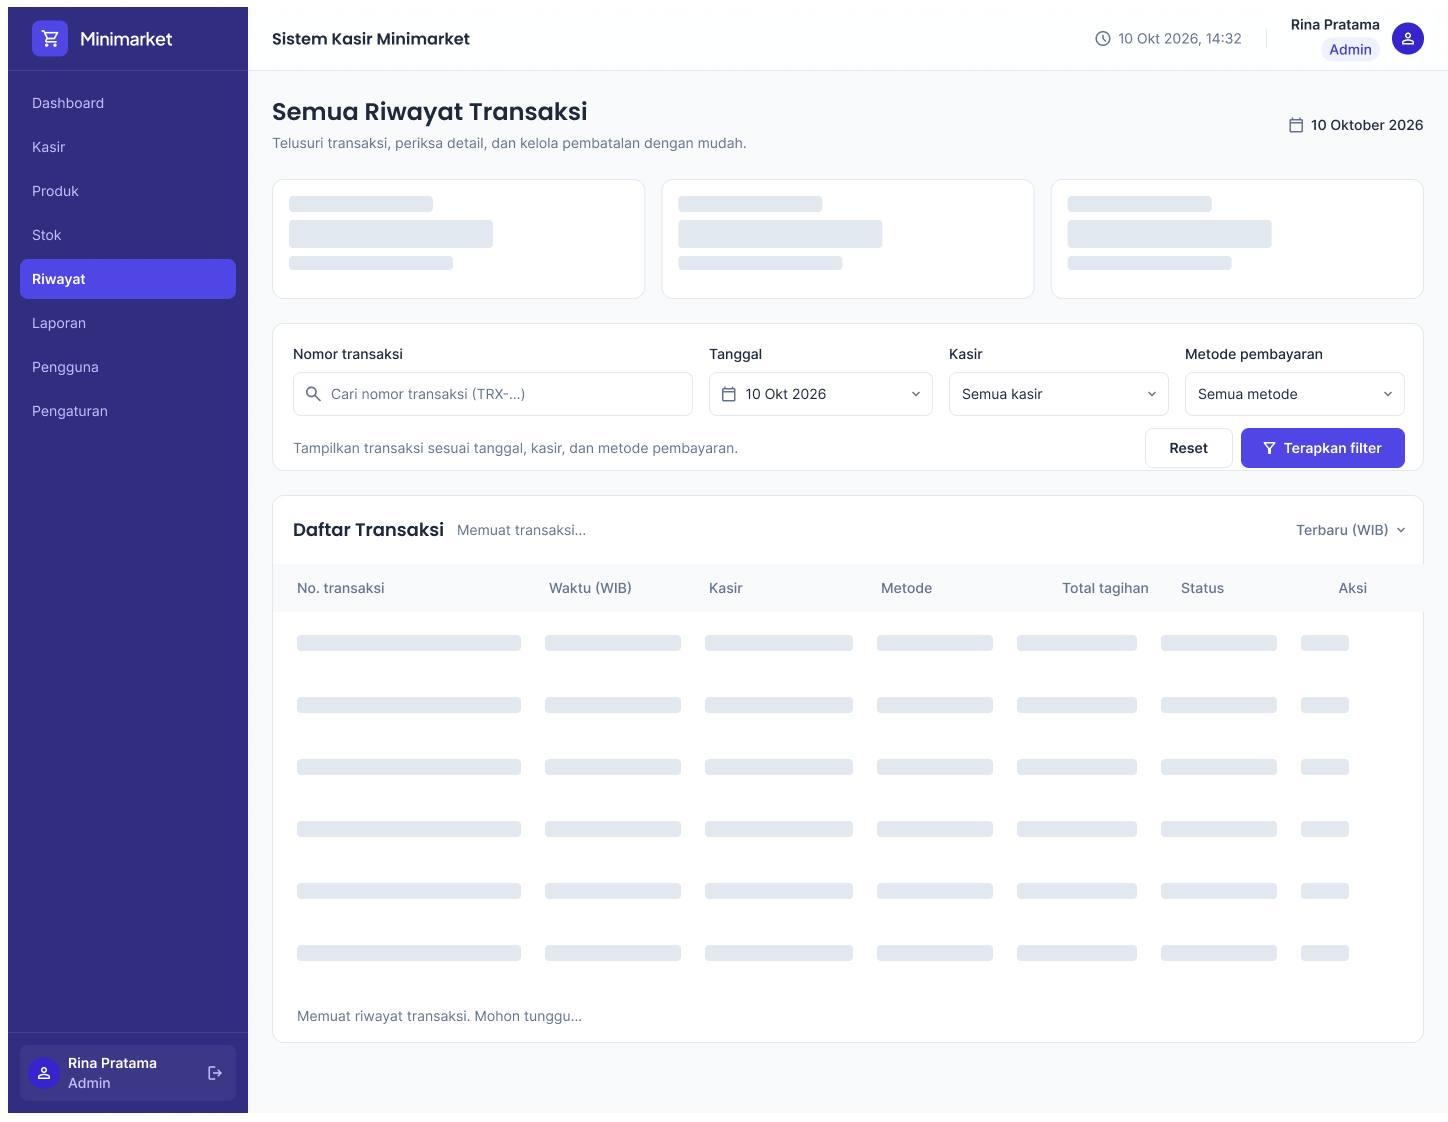 Minimarket
Sistem Kasir Minimarket
10 Okt 2026, 14:32
Rina Pratama
Admin
Dashboard
Kasir
Produk
Stok
Riwayat
Laporan
Pengguna
Pengaturan
Semua Riwayat Transaksi
Telusuri transaksi, periksa detail, dan kelola pembatalan dengan mudah.
10 Oktober 2026
Nomor transaksi
Tanggal
Kasir
Metode pembayaran
Cari nomor transaksi (TRX-...)
10 Okt 2026
Semua kasir
Semua metode
Tampilkan transaksi sesuai tanggal, kasir, dan metode pembayaran.
Reset
Terapkan filter
Daftar Transaksi
Memuat transaksi...
Terbaru (WIB)
No. transaksi
Waktu (WIB)
Kasir
Metode
Total tagihan
Status
Aksi
Memuat riwayat transaksi. Mohon tunggu...
Rina Pratama
Admin